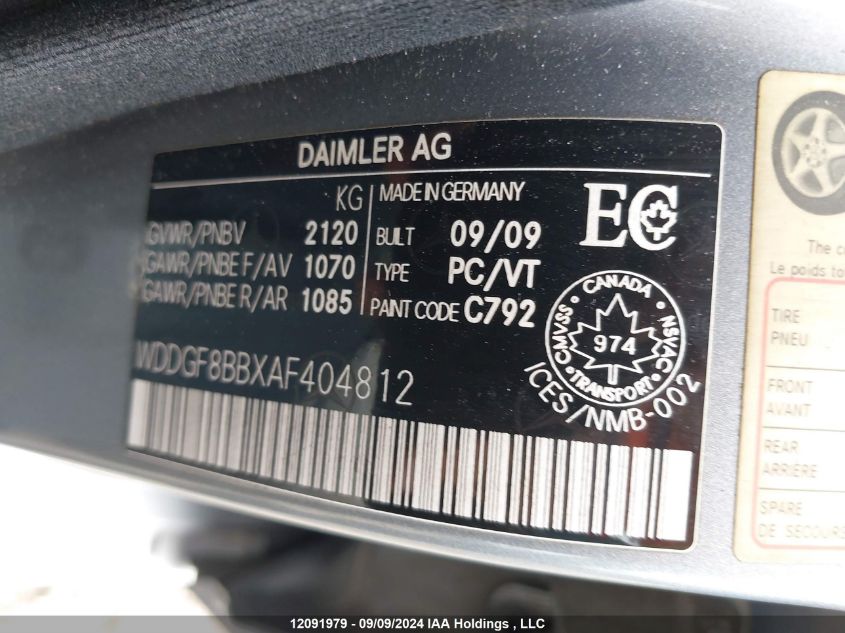 DAIMLER AG
KG
GVWR/PNBV 2120
GAWR/PNBE F/AV 1070
GAWR/PNBE R/AR 1085
MADE IN GERMANY
BUILT 09/09
TYPE PC/VT
PAINT CODE C792
EC
CANADA
CMVSS 974 NSVAC
TRANSPORT
ICES/NMB-002
WDDGF8BBXAF404812
The co
Le poids to
TIRE
PNEU
FRONT
AVANT
REAR
ARRIÈRE
SPARE
DE SECOURS
12091979 - 09/09/2024 IAA Holdings , LLC